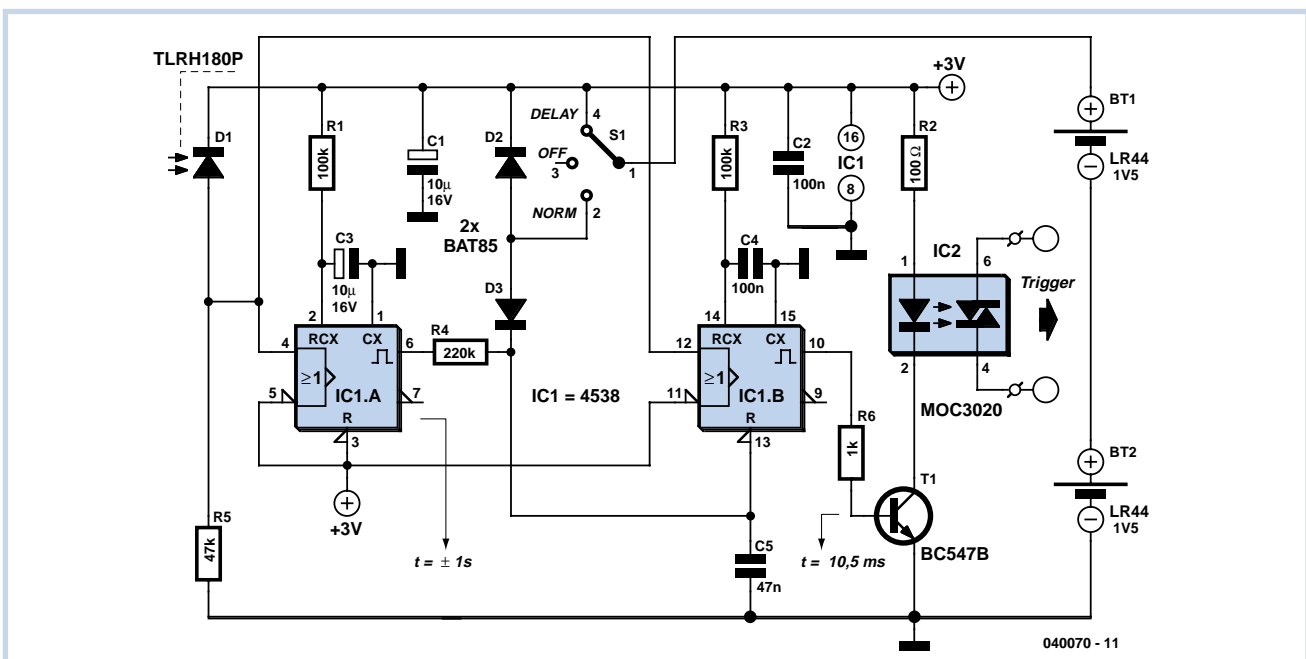 TLRH180P
+3V
DELAY
4
S1
OFF
3
1
NORM
2
D1
R1
100k
C1
10µ
16V
D2
R3
100k
C2
100n
16
IC1
8
R2
100Ω
BT1
LR44
1V5
2x
BAT85
C3
10µ
16V
C4
100n
IC2
1
6
Trigger
2
4
MOC3020
D3
2
1
RCX
CX
4
≥1
5
IC1.A
6
7
R
3
R4
220k
IC1 = 4538
14
15
RCX
CX
12
≥1
11
IC1.B
10
9
R
13
R6
1k
+3V
R5
47k
t = ± 1s
C5
47n
t = 10,5 ms
T1
BC547B
BT2
LR44
1V5
040070 - 11